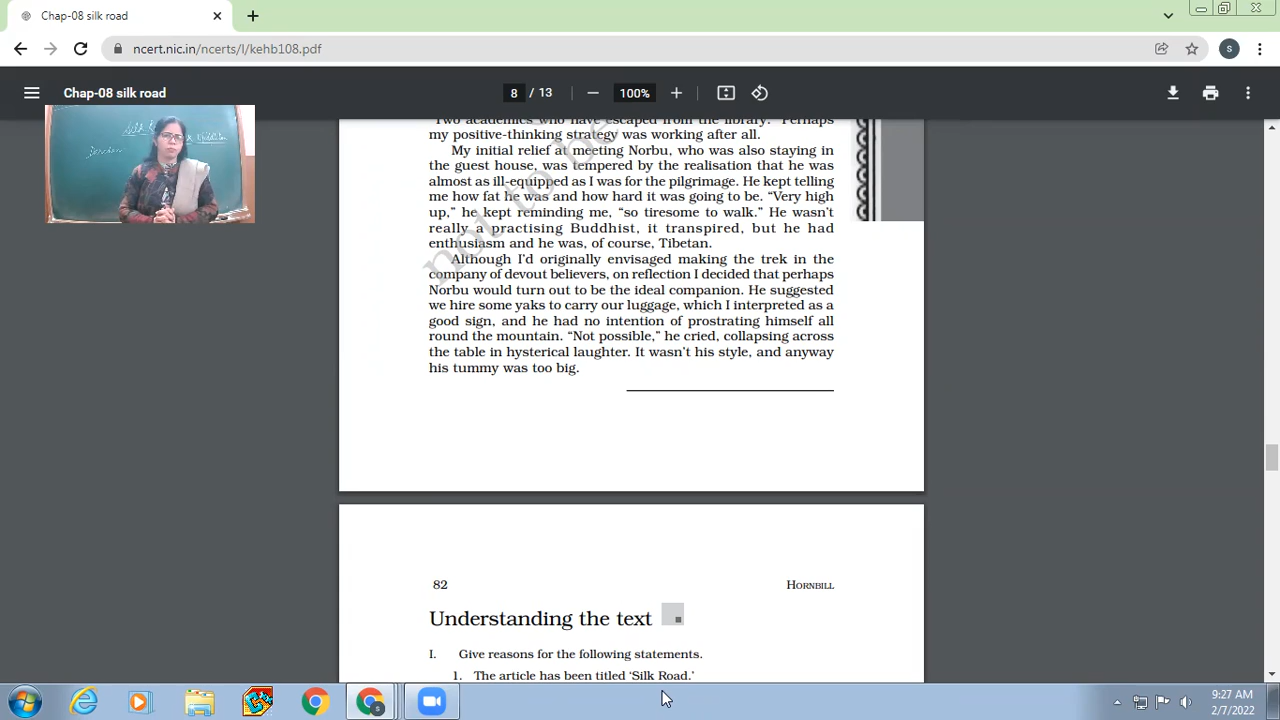 Chap-08 silk road
ncert.nic.in/ncerts/l/kehb108.pdf
S
Chap-08 silk road
8 / 13
100%
"Two academics who have escaped from the library." Perhaps
my positive-thinking strategy was working after all.
My initial relief at meeting Norbu, who was also staying in
the guest house, was tempered by the realisation that he was
almost as ill-equipped as I was for the pilgrimage. He kept telling
me how fat he was and how hard it was going to be. “Very high
up,” he kept reminding me, “so tiresome to walk.” He wasn’t
really a practising Buddhist, it transpired, but he had
enthusiasm and he was, of course, Tibetan.
Although I’d originally envisaged making the trek in the
company of devout believers, on reflection I decided that perhaps
Norbu would turn out to be the ideal companion. He suggested
we hire some yaks to carry our luggage, which I interpreted as a
good sign, and he had no intention of prostrating himself all
round the mountain. “Not possible,” he cried, collapsing across
the table in hysterical laughter. It wasn’t his style, and anyway
his tummy was too big.
not to be
82
HORNBILL
Understanding the text
I. Give reasons for the following statements.
1. The article has been titled ‘Silk Road.’
9:27 AM
2/7/2022